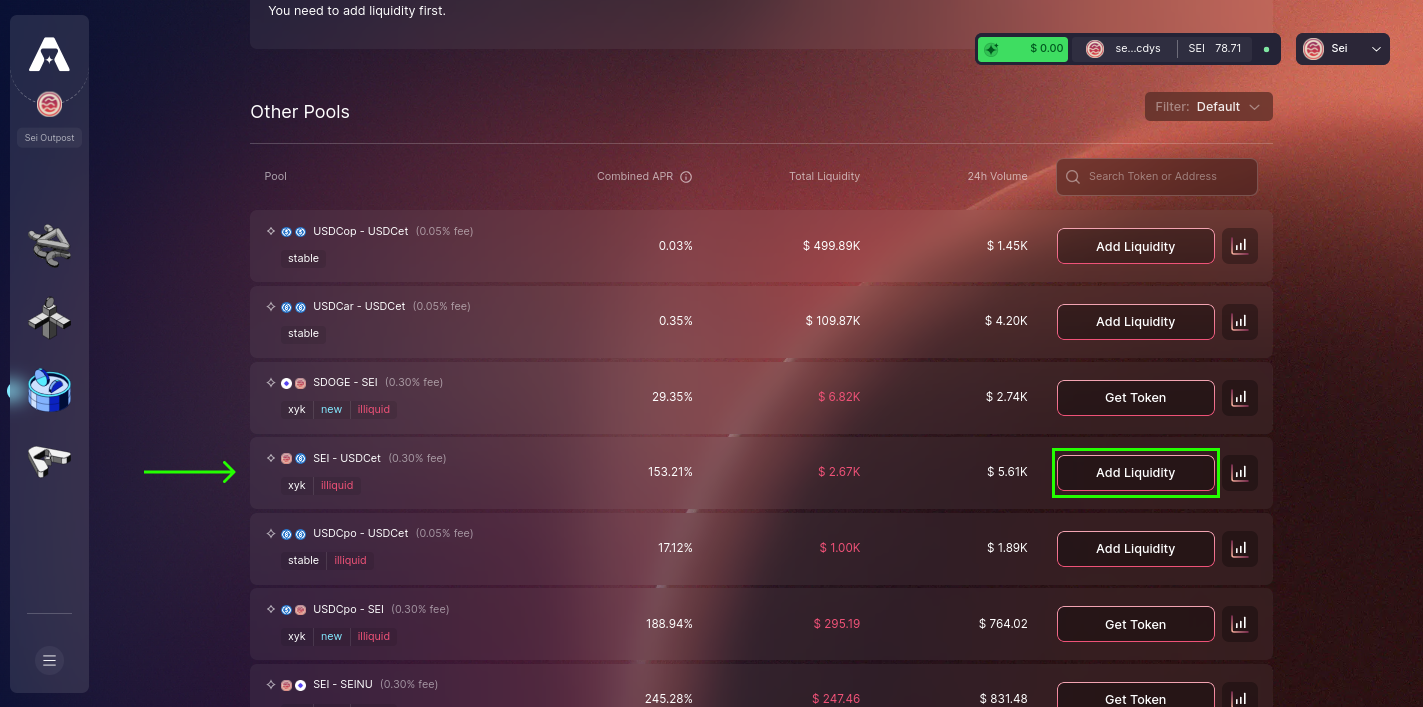 You need to add liquidity first.
$ 0.00
se...cdys
SEI 78.71
Sei
Sei Outpost
Other Pools
Filter: Default
Pool
Combined APR
Total Liquidity
24h Volume
Search Token or Address
USDCop - USDCet (0.05% fee)
stable
0.03%
$ 499.89K
$ 1.45K
Add Liquidity
USDCar - USDCet (0.05% fee)
stable
0.35%
$ 109.87K
$ 4.20K
Add Liquidity
SDOGE - SEI (0.30% fee)
xyk new illiquid
29.35%
$ 6.82K
$ 2.74K
Get Token
SEI - USDCet (0.30% fee)
xyk illiquid
153.21%
$ 2.67K
$ 5.61K
Add Liquidity
USDCpo - USDCet (0.05% fee)
stable illiquid
17.12%
$ 1.00K
$ 1.89K
Add Liquidity
USDCpo - SEI (0.30% fee)
xyk new illiquid
188.94%
$ 295.19
$ 764.02
Get Token
SEI - SEINU (0.30% fee)
245.28%
$ 247.46
$ 831.48
Get Token